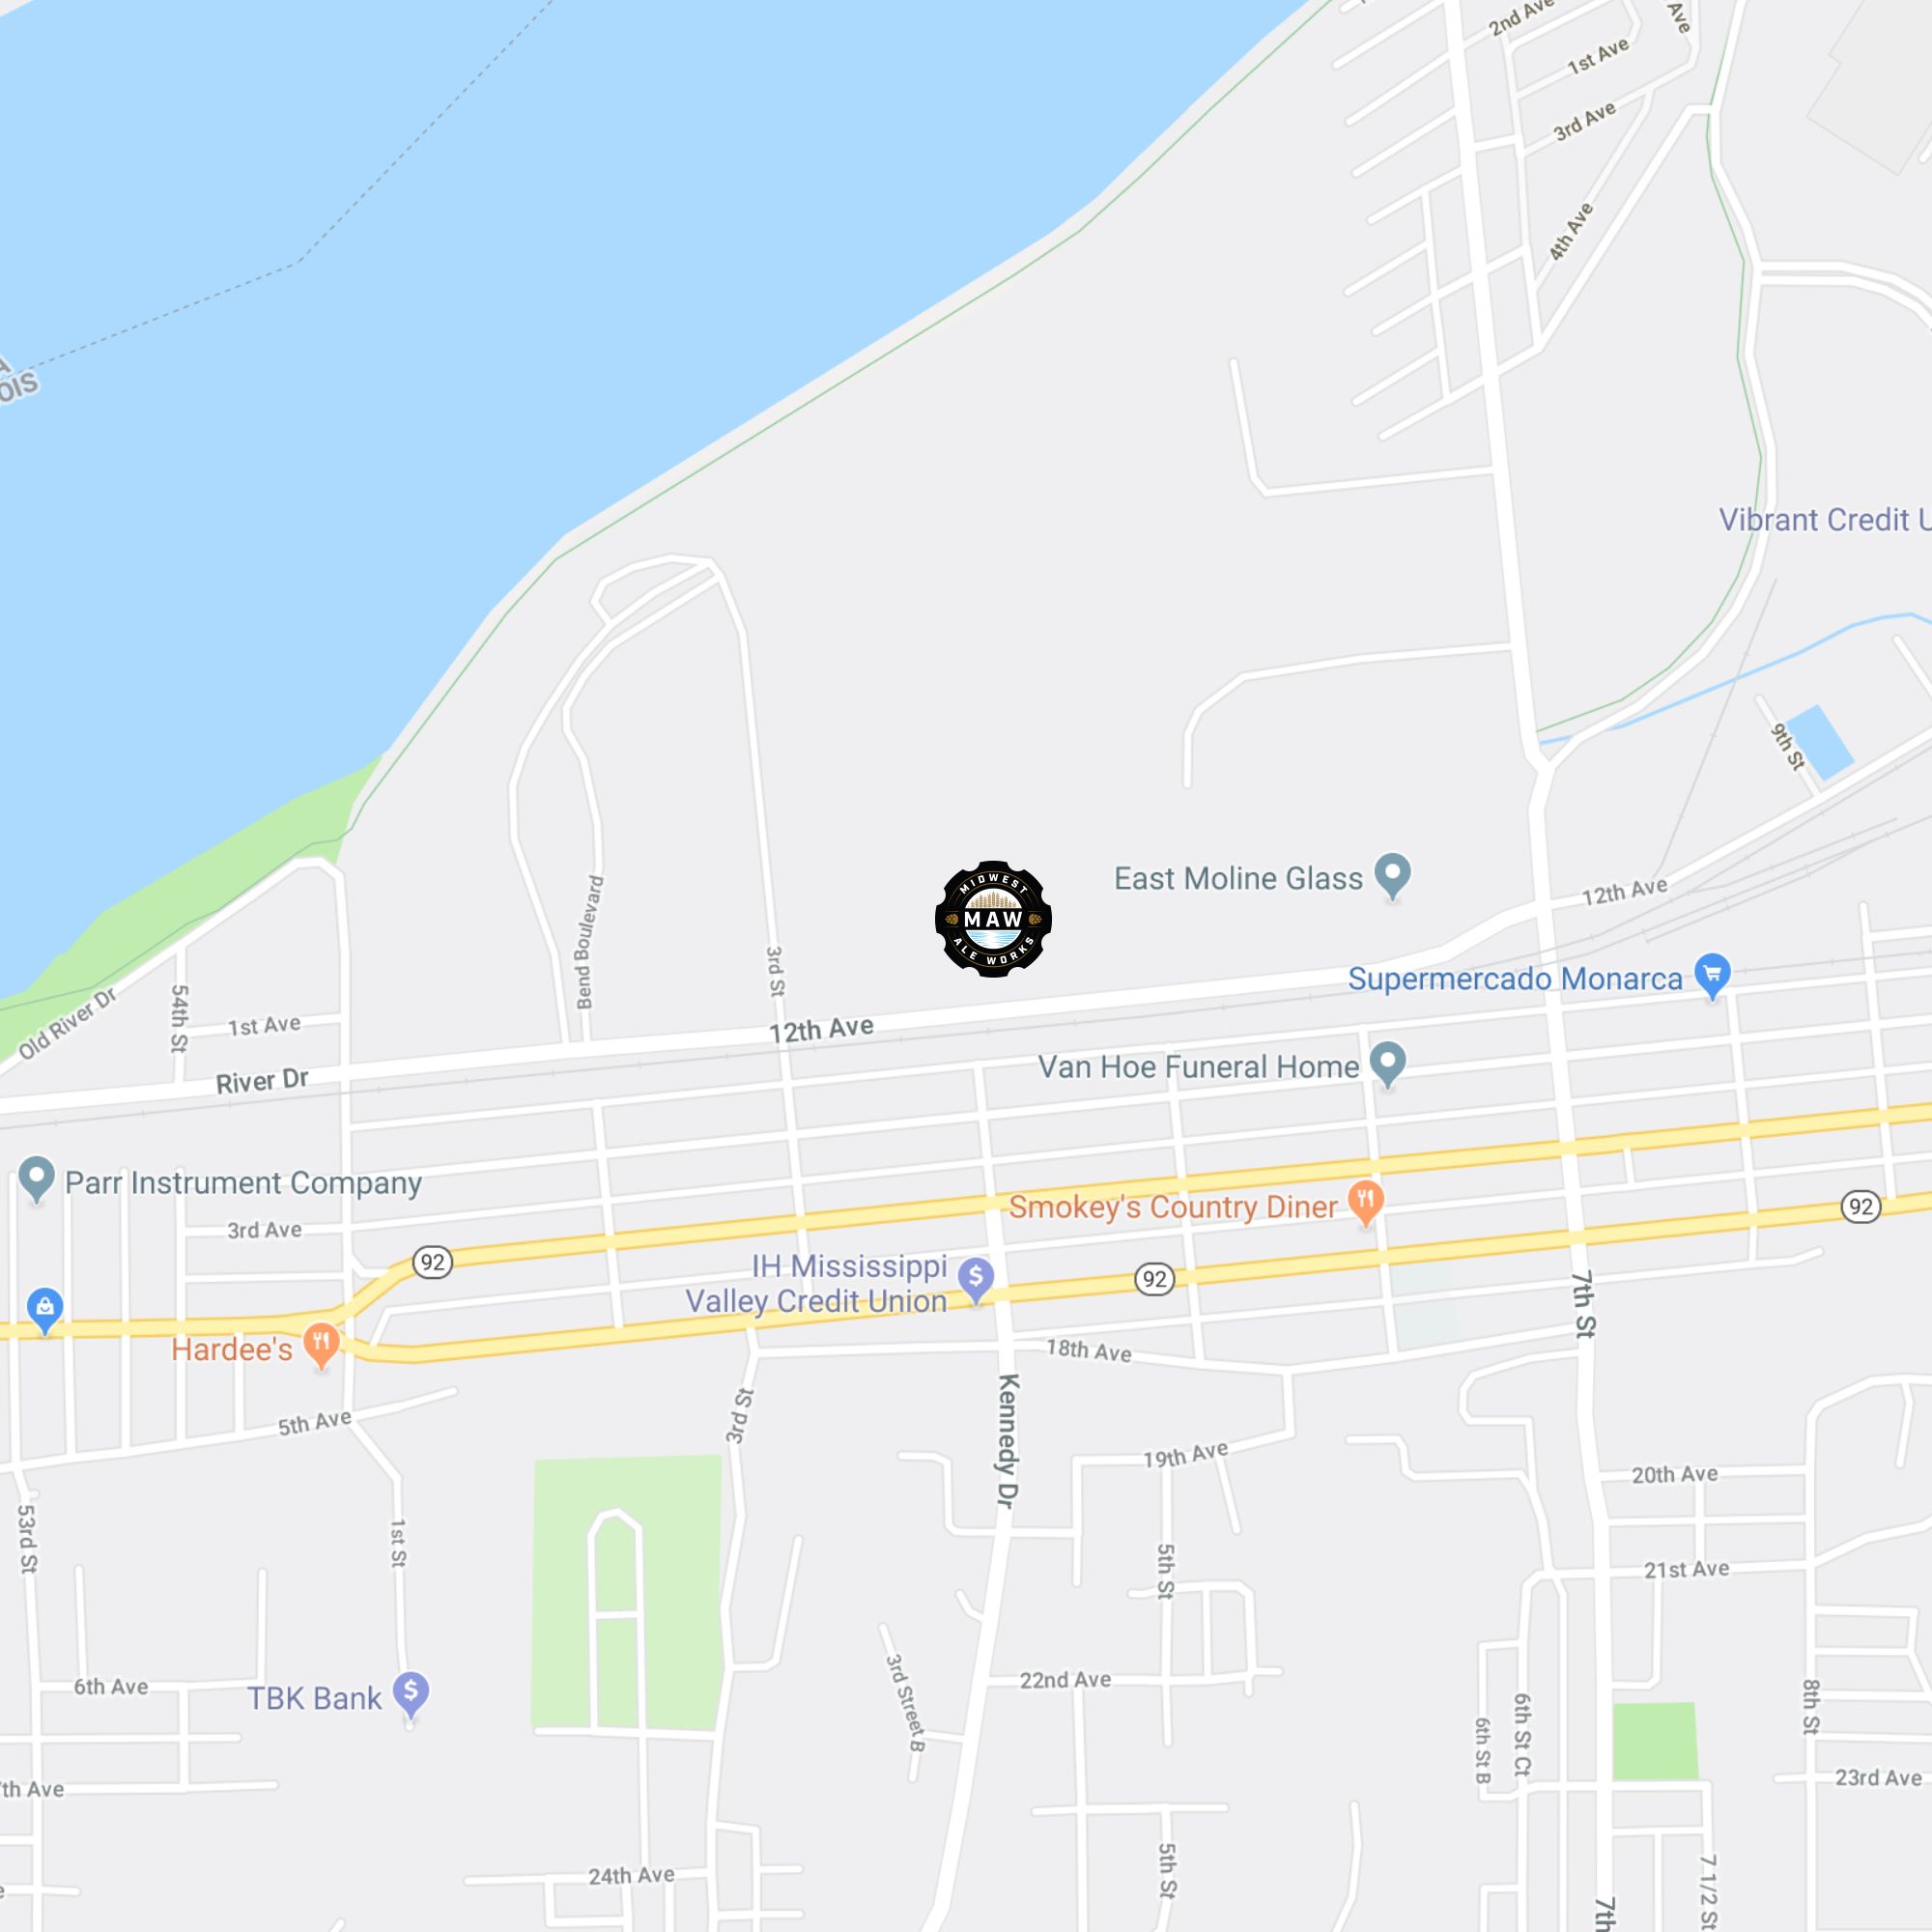 2nd Ave
Ave
1st Ave
3rd Ave
4th Ave
OIS
Vibrant Credit U
9th St
East Moline Glass
12th Ave
MIDWEST
MAW
ALE WORKS
Bend Boulevard
3rd St
Supermercado Monarca
54th St
Old River Dr
1st Ave
12th Ave
River Dr
Van Hoe Funeral Home
Parr Instrument Company
3rd Ave
Smokey's Country Diner
92
92
92
IH Mississippi
Valley Credit Union
7th St
Hardee's
18th Ave
5th Ave
3rd St
Kennedy Dr
19th Ave
20th Ave
53rd St
1st St
5th St
21st Ave
6th Ave
TBK Bank
3rd Street B
22nd Ave
6th St B
6th St Ct
8th St
7th Ave
23rd Ave
24th Ave
5th St
7th
7 1/2 St